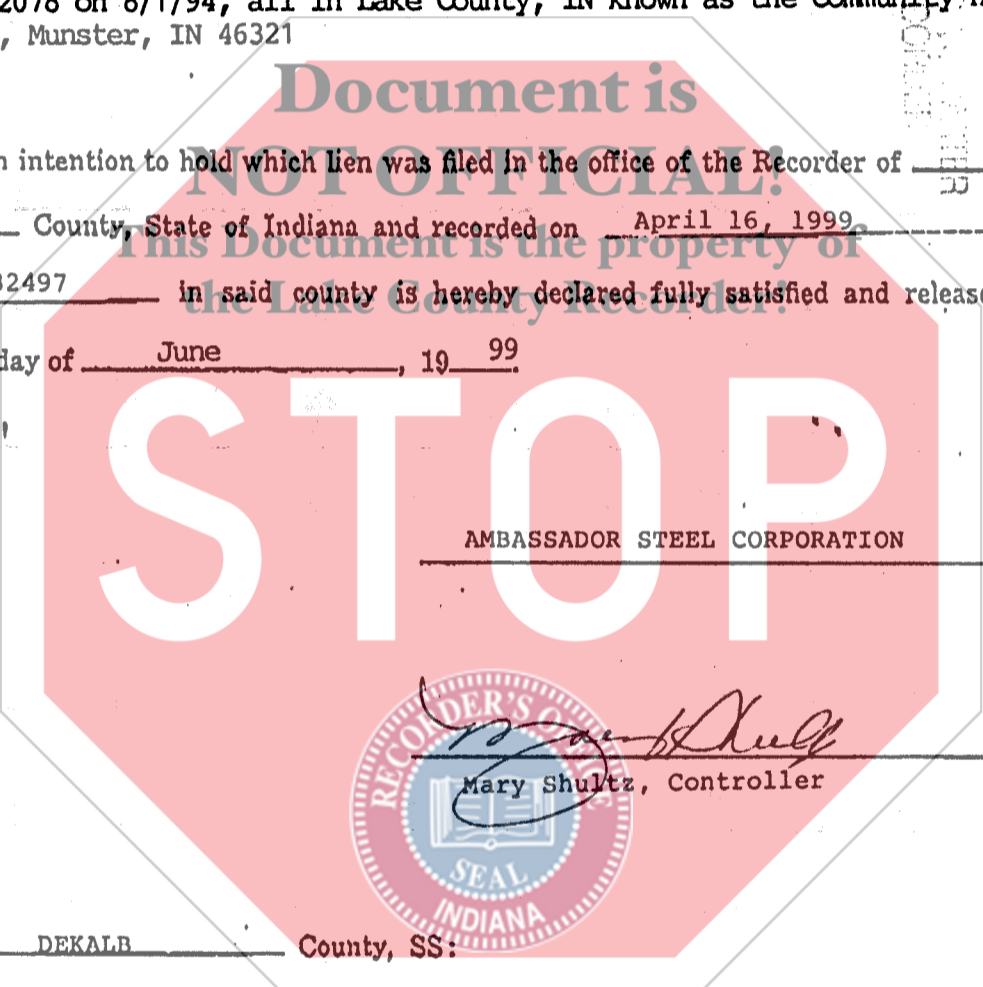 2078 on 8/1/94, all in Lake County, IN known as the Community
, Munster, IN 46321
Document is
intention to hold which lien was filed in the office of the Recorder of
NOT OFFICIAL!
County, State of Indiana and recorded on April 16, 1999
This Document is the property of
32497 in said county is hereby declared fully satisfied and release
the Lake County Recorder!
day of June, 19 99.
STOP
AMBASSADOR STEEL CORPORATION
Mary Shultz, Controller
RECORDER'S OFFICE
SEAL
INDIANA
DEKALB County, SS: